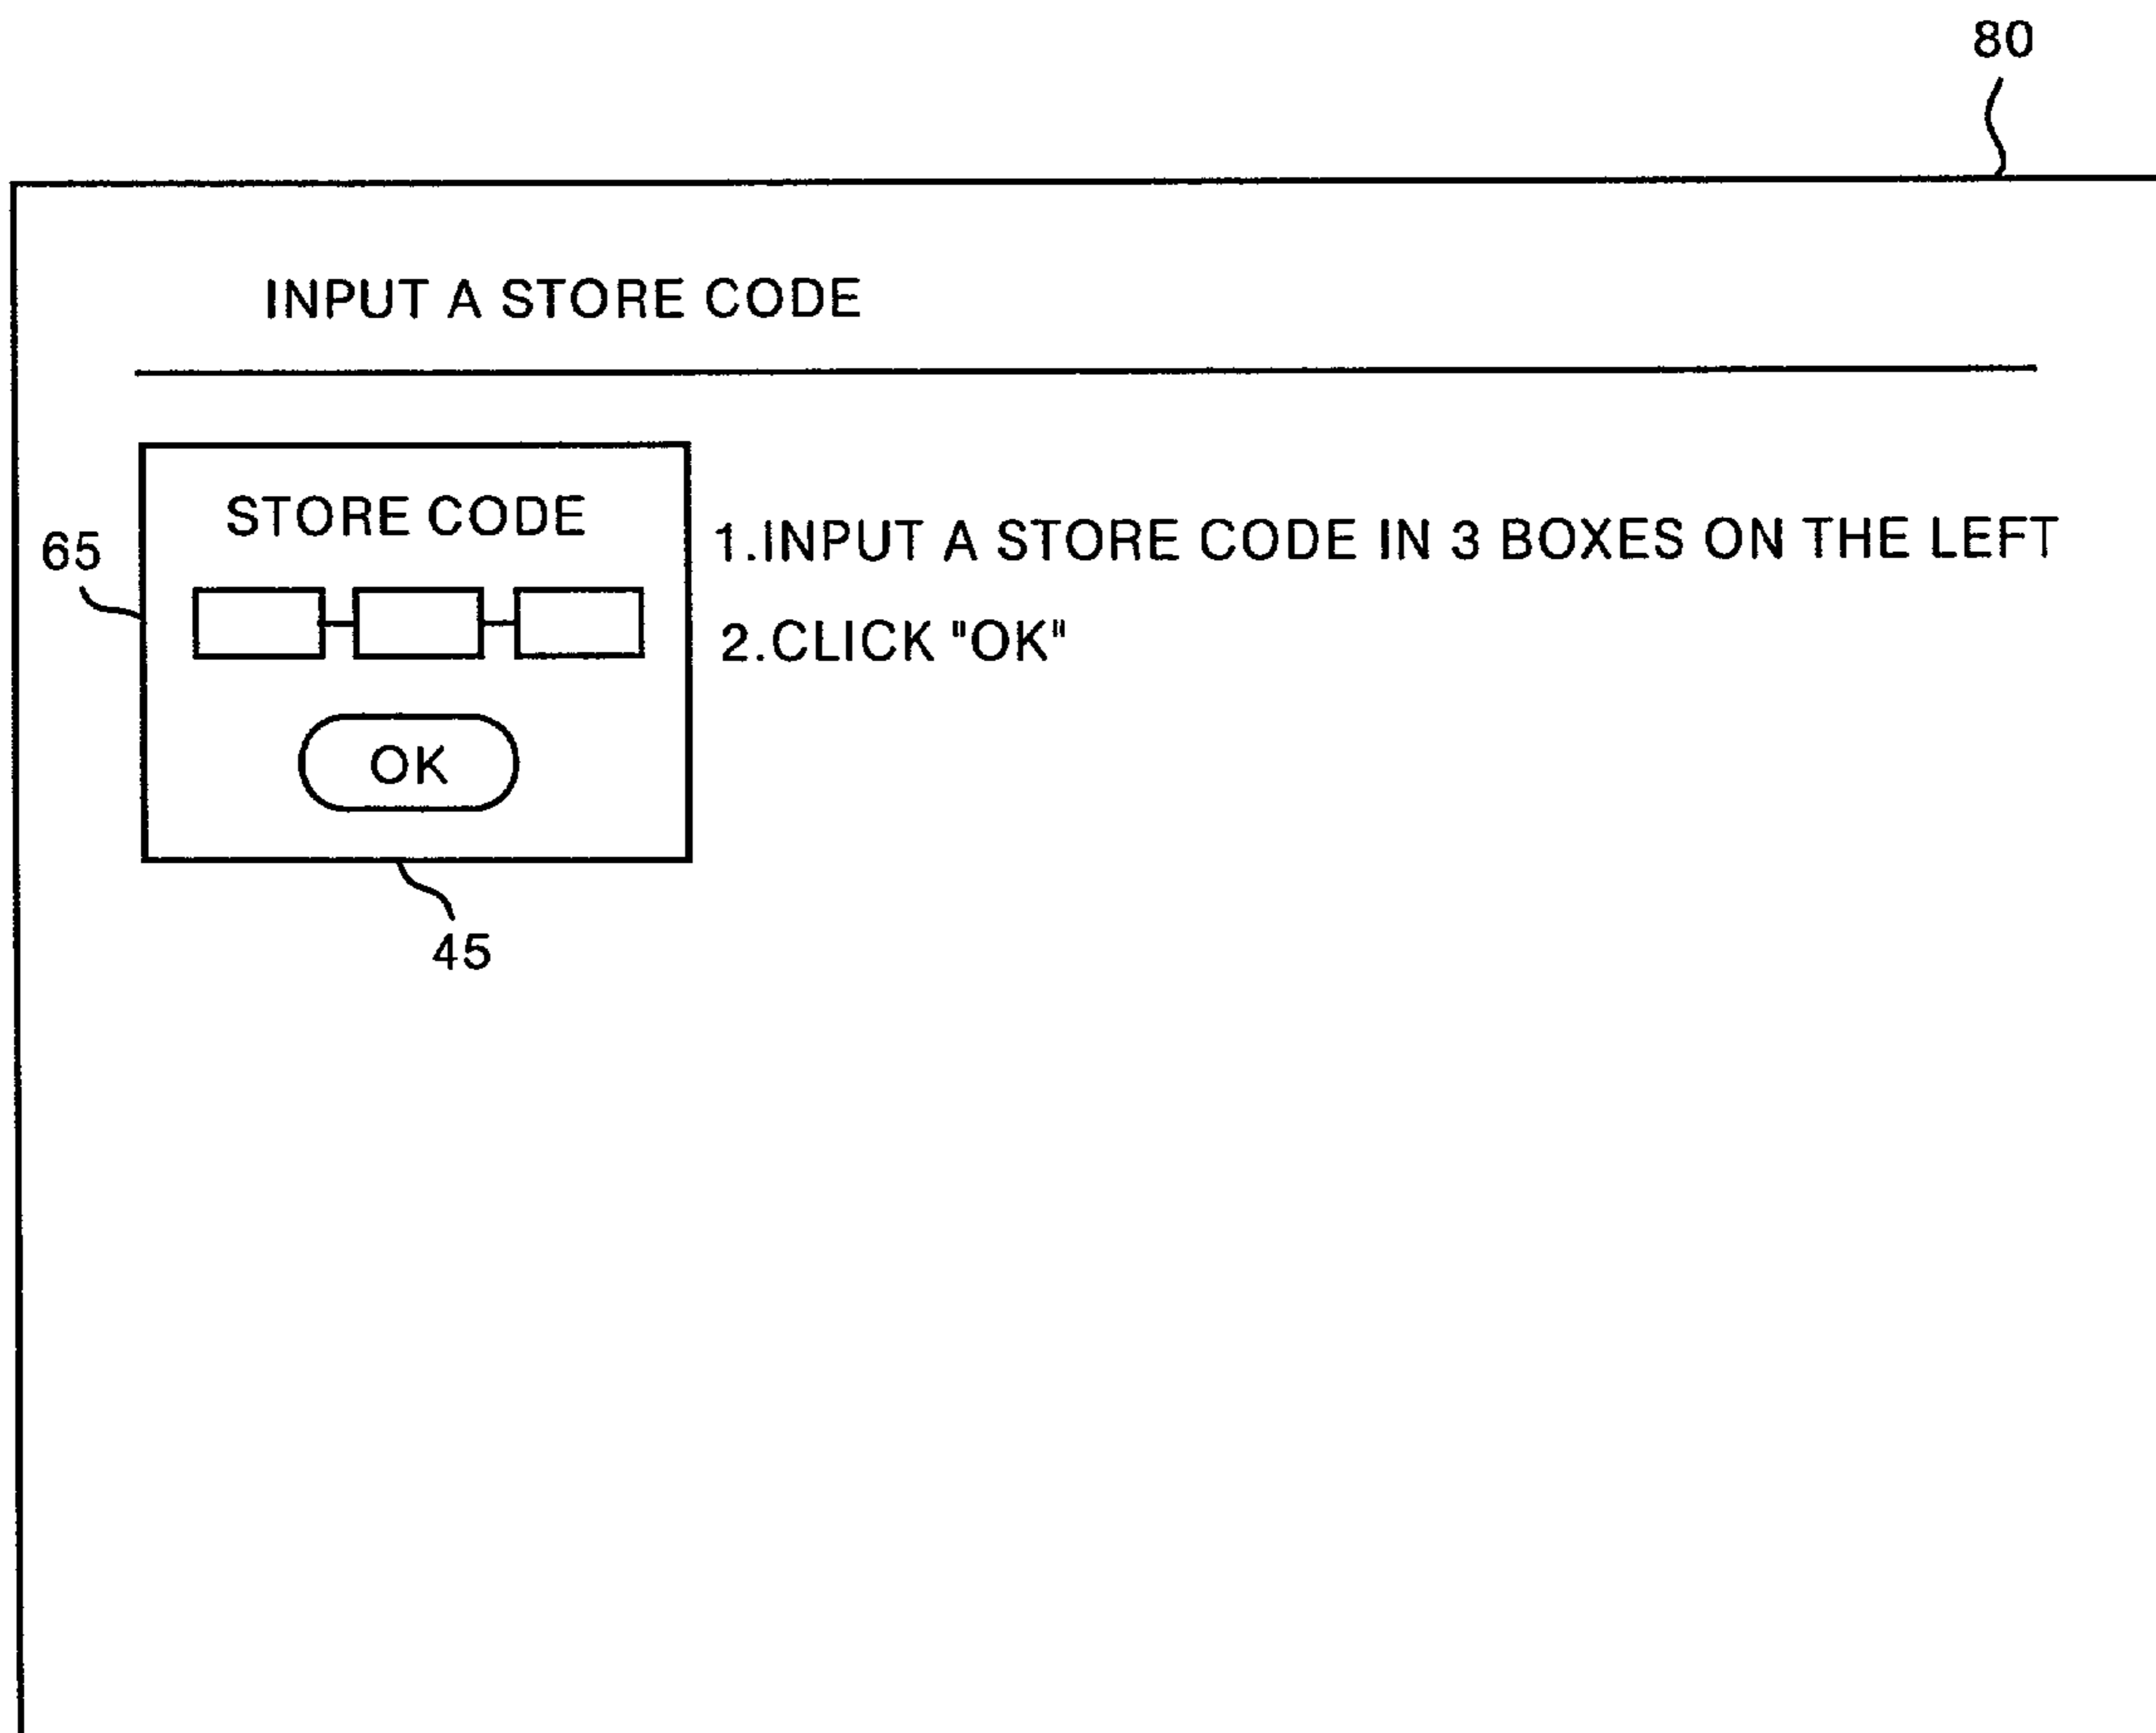 80
INPUT A STORE CODE
STORE CODE
65
1.INPUT A STORE CODE IN 3 BOXES ON THE LEFT
2.CLICK "OK"
OK
45